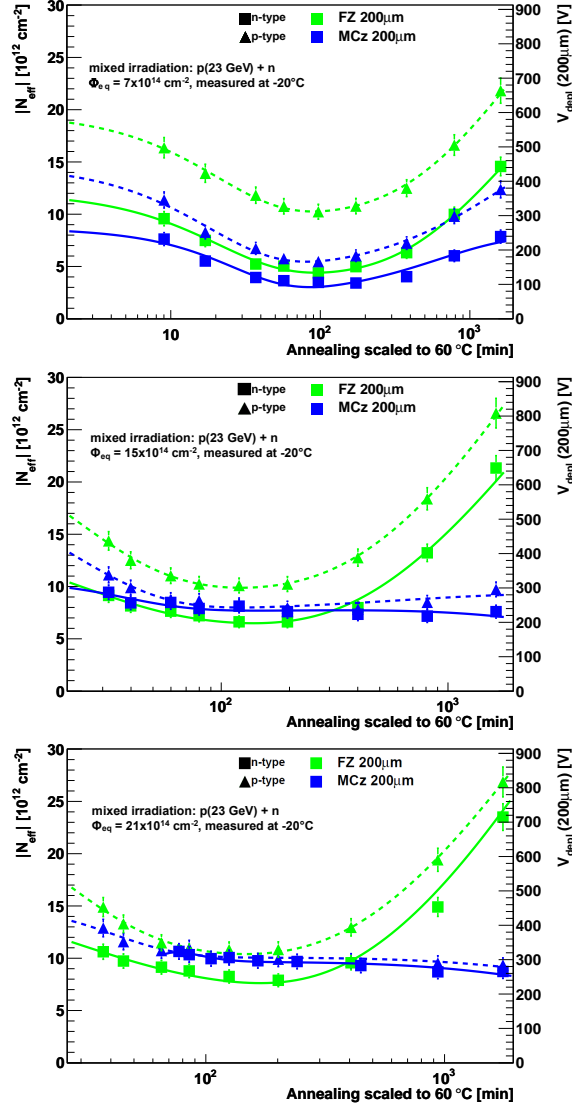 30
25
20
15
10
5
0
|N_eff| [10^12 cm^-2]
n-type
p-type
FZ 200μm
MCz 200μm
mixed irradiation: p(23 GeV) + n
Φ_eq = 7x10^14 cm^-2, measured at -20°C
900
800
700
600
500
400
300
200
100
0
V_depl (200μm) [V]
10
10^2
10^3
Annealing scaled to 60 °C [min]
30
25
20
15
10
5
0
|N_eff| [10^12 cm^-2]
n-type
p-type
FZ 200μm
MCz 200μm
mixed irradiation: p(23 GeV) + n
Φ_eq = 15x10^14 cm^-2, measured at -20°C
900
800
700
600
500
400
300
200
100
0
V_depl (200μm) [V]
10^2
10^3
Annealing scaled to 60 °C [min]
30
25
20
15
10
5
0
|N_eff| [10^12 cm^-2]
n-type
p-type
FZ 200μm
MCz 200μm
mixed irradiation: p(23 GeV) + n
Φ_eq = 21x10^14 cm^-2, measured at -20°C
900
800
700
600
500
400
300
200
100
0
V_depl (200μm) [V]
10^2
10^3
Annealing scaled to 60 °C [min]